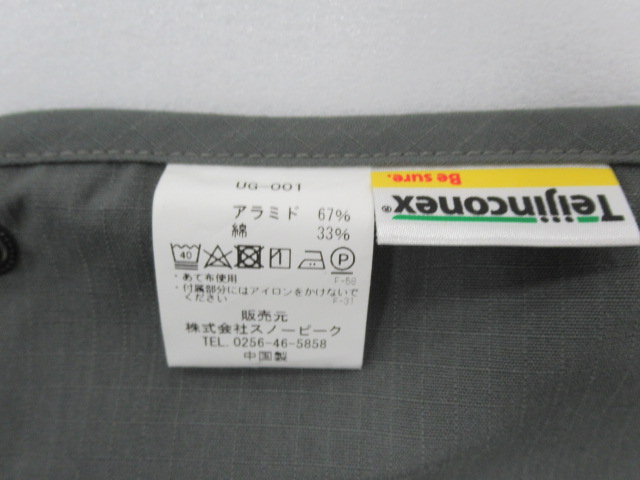 UG-001
アラミド 67%
綿 33%
40 P
・あて布使用 F-58
・付属部分にはアイロンをかけないで
ください F-31
販売元
株式会社スノーピーク
TEL. 0256-46-5858
中国製
Teijinconex®
Be sure.